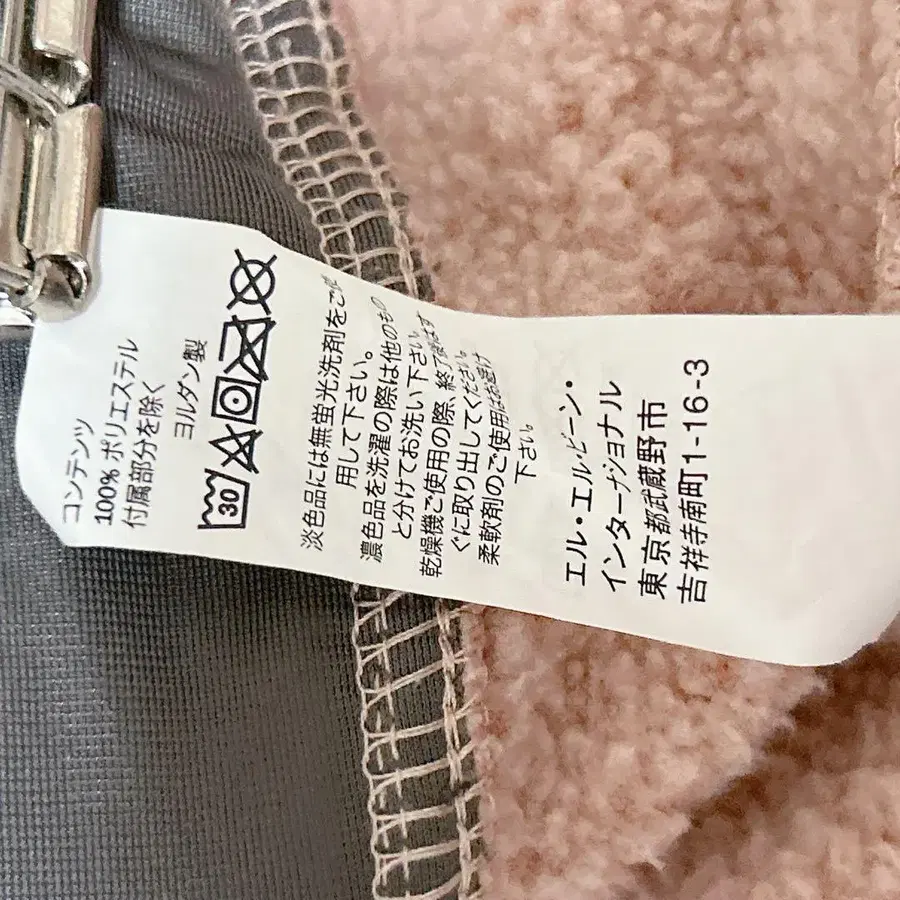 コンテンツ
100% ポリエステル
付属部分を除く
ヨルダン製
30
淡色品には無蛍光洗剤をご使
用して下さい。
濃色品を洗濯の際は他のもの
と分けてお洗い下さい。
乾燥機ご使用の際、終了後はす
ぐに取り出してください。
柔軟剤のご使用はお避け
下さい。
エル・エル・ビーン・
インターナショナル
東京都武蔵野市
吉祥寺南町1-16-3